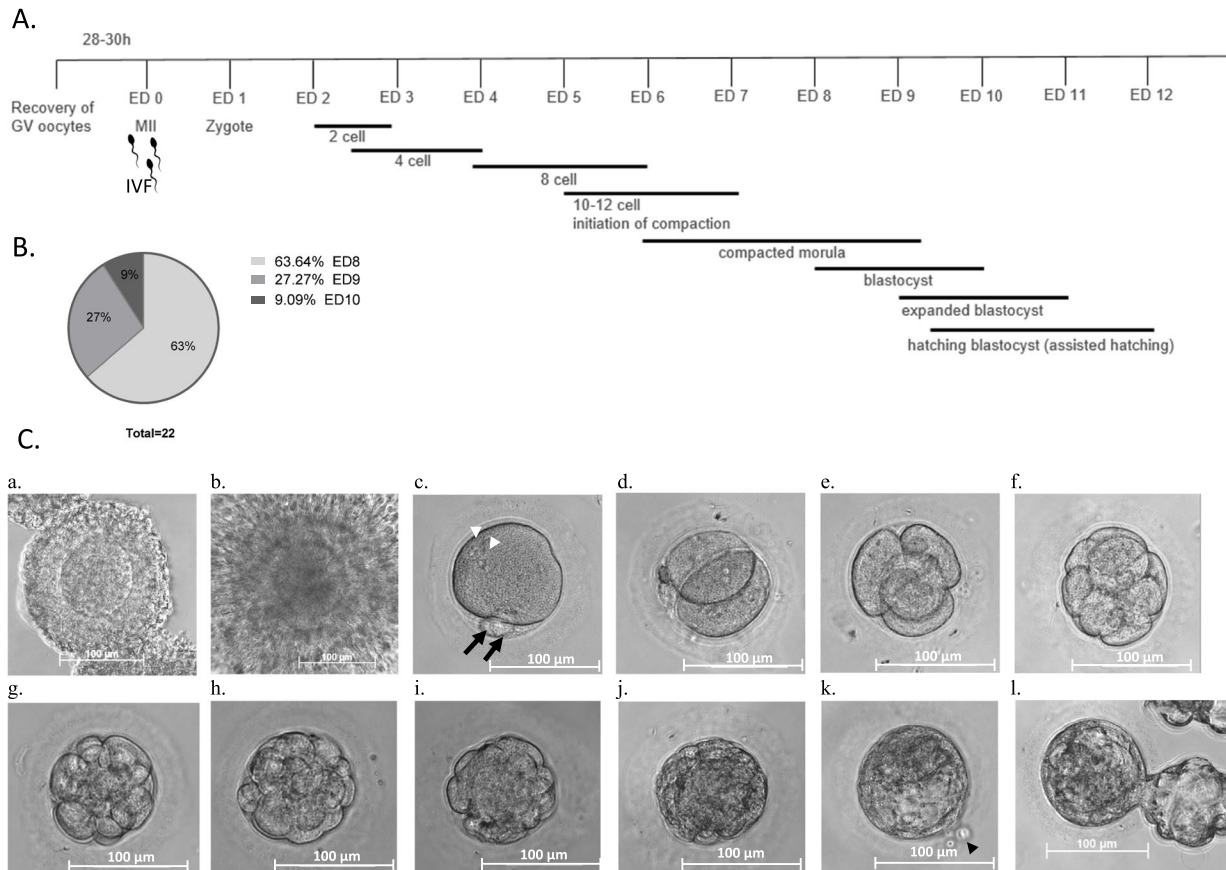 A.
28-30h
ED 0 ED 1 ED 2 ED 3 ED 4 ED 5 ED 6 ED 7 ED 8 ED 9 ED 10 ED 11 ED 12
Recovery of
GV oocytes
MII
Zygote
IVF
2 cell
4 cell
8 cell
10-12 cell
initiation of compaction
compacted morula
blastocyst
expanded blastocyst
hatching blastocyst (assisted hatching)
B.
9%
27%
63%
63.64% ED8
27.27% ED9
9.09% ED10
Total=22
C.
a. b. c. d. e. f.
100 µm 100 µm 100 µm 100 µm 100 µm 100 µm
g. h. i. j. k. l.
100 µm 100 µm 100 µm 100 µm 100 µm 100 µm